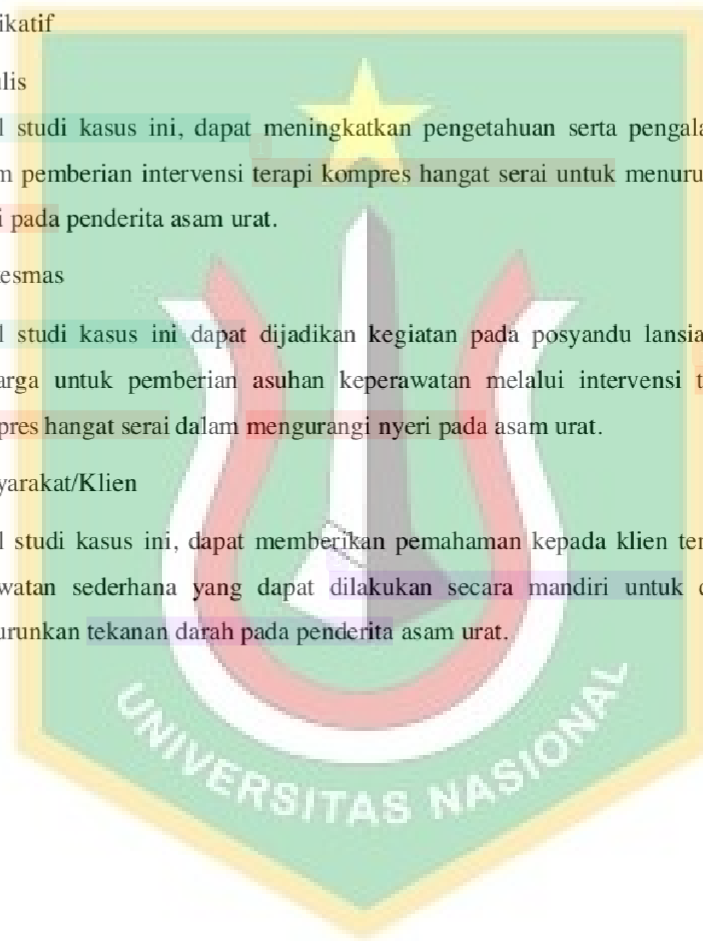 ikatif
ulis
l studi kasus ini, dapat meningkatkan pengetahuan serta pengala
m pemberian intervensi terapi kompres hangat serai untuk menuru
i pada penderita asam urat.
esmas
l studi kasus ini dapat dijadikan kegiatan pada posyandu lansia
arga untuk pemberian asuhan keperawatan melalui intervensi t
pres hangat serai dalam mengurangi nyeri pada asam urat.
yarakat/Klien
l studi kasus ini, dapat memberikan pemahaman kepada klien ter
watan sederhana yang dapat dilakukan secara mandiri untuk d
urunkan tekanan darah pada penderita asam urat.
UNIVERSITAS NASIONAL